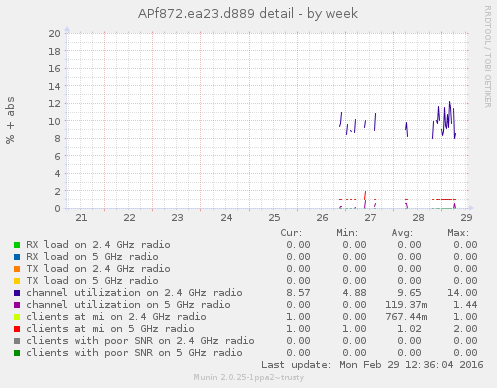 APf872.ea23.d889 detail - by week
RRDTOOL / TOBI OETIKER
% + abs
20
18
16
14
12
10
8
6
4
2
0
21 22 23 24 25 26 27 28 29
Cur: Min: Avg: Max:
RX load on 2.4 GHz radio 0.00 0.00 0.00 0.00
RX load on 5 GHz radio 0.00 0.00 0.00 0.00
TX load on 2.4 GHz radio 0.00 0.00 0.00 0.00
TX load on 5 GHz radio 0.00 0.00 0.00 0.00
channel utilization on 2.4 GHz radio 8.57 4.88 9.65 14.00
channel utilization on 5 GHz radio 0.00 0.00 119.37m 1.44
clients at mi on 2.4 GHz radio 1.00 0.00 767.44m 1.00
clients at mi on 5 GHz radio 1.00 1.00 1.02 2.00
clients with poor SNR on 2.4 GHz radio 0.00 0.00 0.00 0.00
clients with poor SNR on 5 GHz radio 0.00 0.00 0.00 0.00
Last update: Mon Feb 29 12:36:04 2016
Munin 2.0.25-1ppa2~trusty